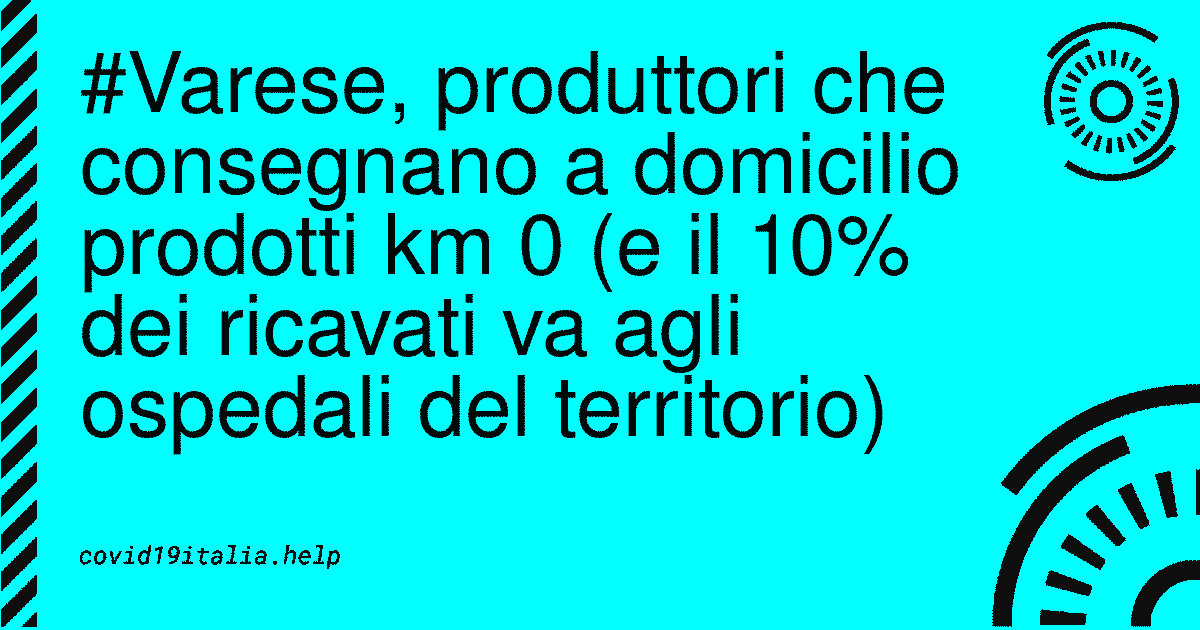 #Varese, produttori che
consegnano a domicilio
prodotti km 0 (e il 10%
dei ricavati va agli
ospedali del territorio)
covid19italia.help